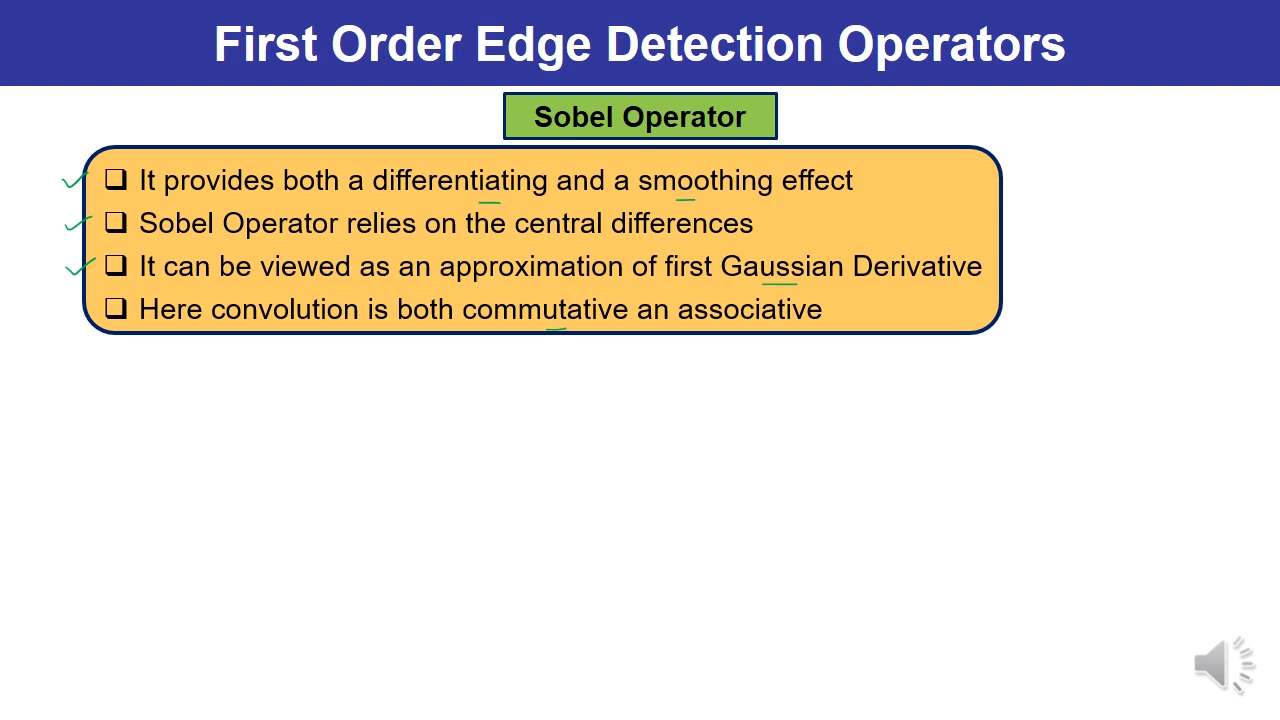 First Order Edge Detection Operators
Sobel Operator
❑ It provides both a differentiating and a smoothing effect
❑ Sobel Operator relies on the central differences
❑ It can be viewed as an approximation of first Gaussian Derivative
❑ Here convolution is both commutative an associative